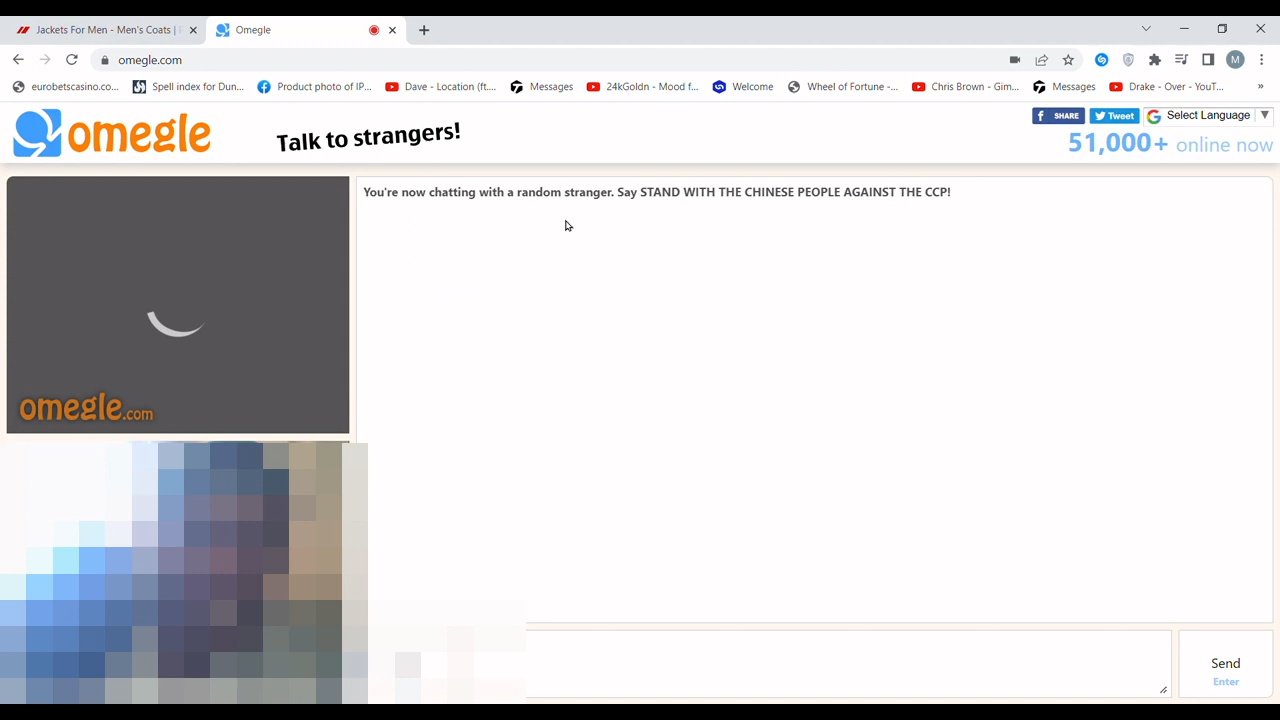 Jackets For Men - Men's Coats |
Omegle
omegle.com
eurobetscasino.co...
Spell index for Dun...
Product photo of IP...
Dave - Location (ft....
Messages
24kGoldn - Mood f...
Welcome
Wheel of Fortune -...
Chris Brown - Gim...
Messages
Drake - Over - YouT...
»
omegle
Talk to strangers!
f SHARE
Tweet
G Select Language ▼
51,000+ online now
You're now chatting with a random stranger. Say STAND WITH THE CHINESE PEOPLE AGAINST THE CCP!
omegle.com
M
Send
Enter